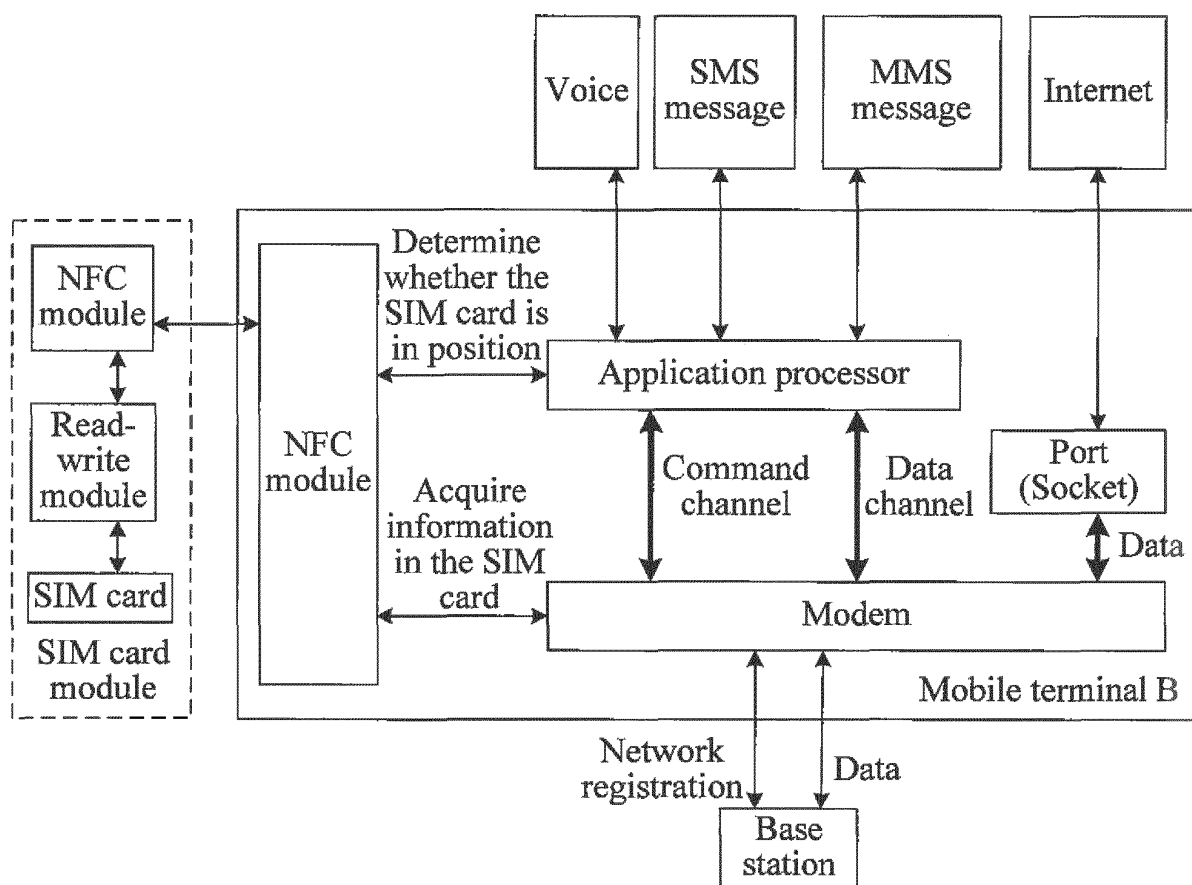 Voice
SMS
message
MMS
message
Internet
NFC
module
Read-
write
module
SIM card
SIM card
module
NFC
module
Determine
whether the
SIM card is
in position
Acquire
information
in the SIM
card
Application processor
Command
channel
Data
channel
Port
(Socket)
Data
Modem
Mobile terminal B
Network
registration
Data
Base
station